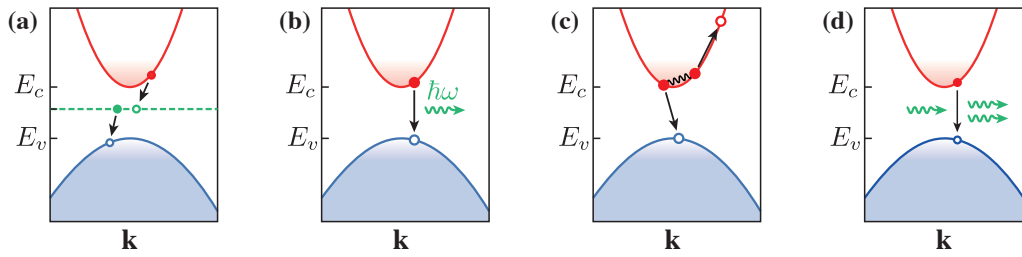 (a) (b) (c) (d)
E_c E_c E_c E_c
ħω
E_v E_v E_v E_v
k k k k